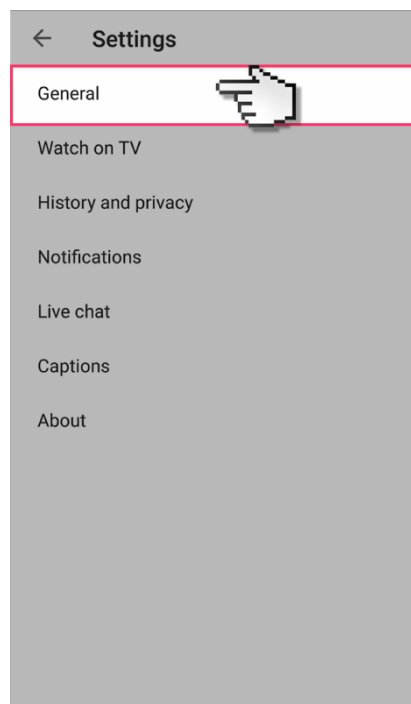 Settings
General
Watch on TV
History and privacy
Notifications
Live chat
Captions
About